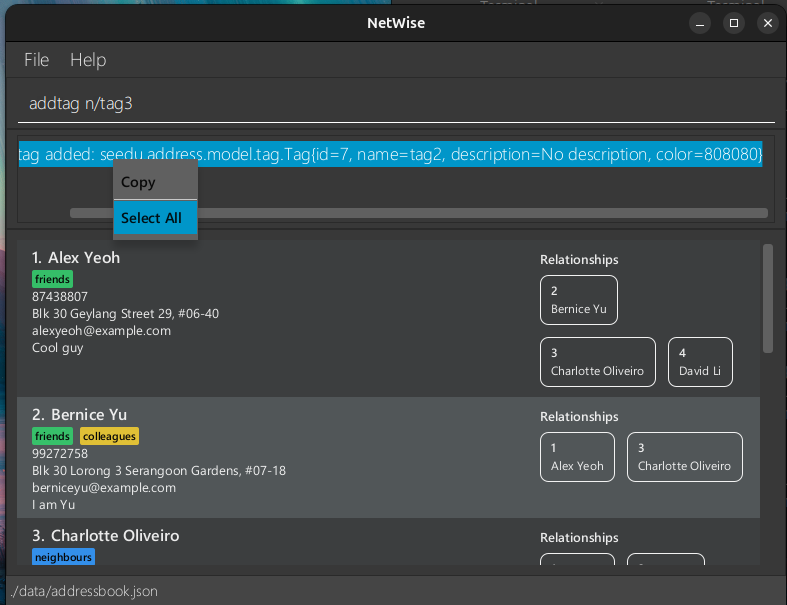 NetWise
File Help
addtag n/tag3
tag added: seedu.address.model.tag.Tag{id=7, name=tag2, description=No description, color=808080}
Copy
Select All
1. Alex Yeoh
friends
87438807
Blk 30 Geylang Street 29, #06-40
alexyeoh@example.com
Cool guy
Relationships
2
Bernice Yu
3
Charlotte Oliveiro
4
David Li
2. Bernice Yu
friends colleagues
99272758
Blk 30 Lorong 3 Serangoon Gardens, #07-18
berniceyu@example.com
I am Yu
Relationships
1
Alex Yeoh
3
Charlotte Oliveiro
3. Charlotte Oliveiro
neighbours
Relationships
./data/addressbook.json